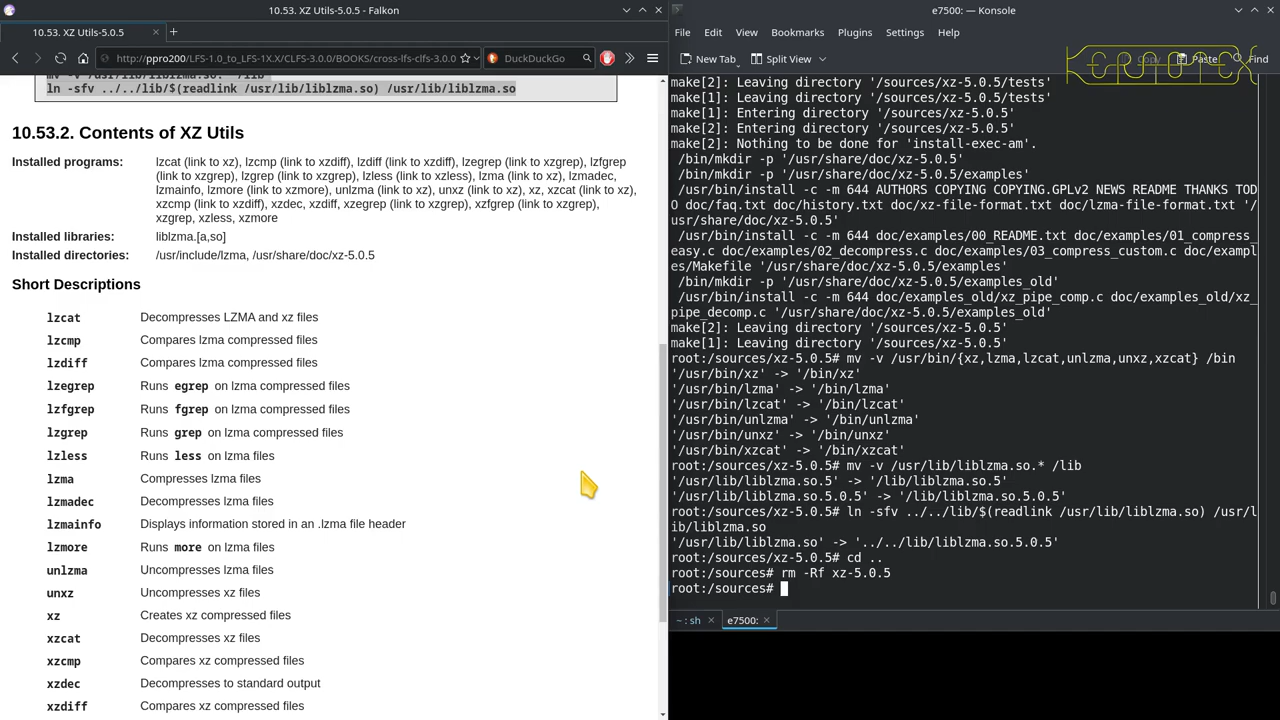 10.53. XZ Utils-5.0.5 - Falkon
10.53. XZ Utils-5.0.5
http://ppro200/LFS-1.0_to_LFS-1X.X/CLFS-3.0.0/BOOKS/cross-lfs-clfs-3.0.0
DuckDuckGo
ln -sfv ../../lib/$(readlink /usr/lib/liblzma.so) /usr/lib/liblzma.so
10.53.2. Contents of XZ Utils
Installed programs: lzcat (link to xz), lzcmp (link to xzdiff), lzdiff (link to xzdiff), lzegrep (link to xzgrep), lzfgrep
(link to xzgrep), lzgrep (link to xzgrep), lzless (link to xzless), lzma (link to xz), lzmadec,
lzmainfo, lzmore (link to xzmore), unlzma (link to xz), unxz (link to xz), xz, xzcat (link to xz),
xzcmp (link to xzdiff), xzdec, xzdiff, xzegrep (link to xzgrep), xzfgrep (link to xzgrep),
xzgrep, xzless, xzmore
Installed libraries: liblzma.[a,so]
Installed directories: /usr/include/lzma, /usr/share/doc/xz-5.0.5
Short Descriptions
lzcat Decompresses LZMA and xz files
lzcmp Compares lzma compressed files
lzdiff Compares lzma compressed files
lzegrep Runs egrep on lzma compressed files
lzfgrep Runs fgrep on lzma compressed files
lzgrep Runs grep on lzma compressed files
lzless Runs less on lzma files
lzma Compresses lzma files
lzmadec Decompresses lzma files
lzmainfo Displays information stored in an .lzma file header
lzmore Runs more on lzma files
unlzma Uncompresses lzma files
unxz Uncompresses xz files
xz Creates xz compressed files
xzcat Decompresses xz files
xzcmp Compares xz compressed files
xzdec Decompresses to standard output
xzdiff Compares xz compressed files
e7500: — Konsole
File Edit View Bookmarks Plugins Settings Help
New Tab Split View Copy Paste Find
make[2]: Leaving directory '/sources/xz-5.0.5/tests'
make[1]: Leaving directory '/sources/xz-5.0.5/tests'
make[1]: Entering directory '/sources/xz-5.0.5'
make[2]: Entering directory '/sources/xz-5.0.5'
make[2]: Nothing to be done for 'install-exec-am'.
/bin/mkdir -p '/usr/share/doc/xz-5.0.5'
/bin/mkdir -p '/usr/share/doc/xz-5.0.5/examples'
/usr/bin/install -c -m 644 AUTHORS COPYING COPYING.GPLv2 NEWS README THANKS TOD
O doc/faq.txt doc/history.txt doc/xz-file-format.txt doc/lzma-file-format.txt '/
usr/share/doc/xz-5.0.5'
/usr/bin/install -c -m 644 doc/examples/00_README.txt doc/examples/01_compress_
easy.c doc/examples/02_decompress.c doc/examples/03_compress_custom.c doc/exampl
es/Makefile '/usr/share/doc/xz-5.0.5/examples'
/bin/mkdir -p '/usr/share/doc/xz-5.0.5/examples_old'
/usr/bin/install -c -m 644 doc/examples_old/xz_pipe_comp.c doc/examples_old/xz_
pipe_decomp.c '/usr/share/doc/xz-5.0.5/examples_old'
make[2]: Leaving directory '/sources/xz-5.0.5'
make[1]: Leaving directory '/sources/xz-5.0.5'
root:/sources/xz-5.0.5# mv -v /usr/bin/{xz,lzma,lzcat,unlzma,unxz,xzcat} /bin
'/usr/bin/xz' -> '/bin/xz'
'/usr/bin/lzma' -> '/bin/lzma'
'/usr/bin/lzcat' -> '/bin/lzcat'
'/usr/bin/unlzma' -> '/bin/unlzma'
'/usr/bin/unxz' -> '/bin/unxz'
'/usr/bin/xzcat' -> '/bin/xzcat'
root:/sources/xz-5.0.5# mv -v /usr/lib/liblzma.so.* /lib
'/usr/lib/liblzma.so.5' -> '/lib/liblzma.so.5'
'/usr/lib/liblzma.so.5.0.5' -> '/lib/liblzma.so.5.0.5'
root:/sources/xz-5.0.5# ln -sfv ../../lib/$(readlink /usr/lib/liblzma.so) /usr/l
ib/liblzma.so
'/usr/lib/liblzma.so' -> '../../lib/liblzma.so.5.0.5'
root:/sources/xz-5.0.5# cd ..
root:/sources# rm -Rf xz-5.0.5
root:/sources#
~ : sh e7500: